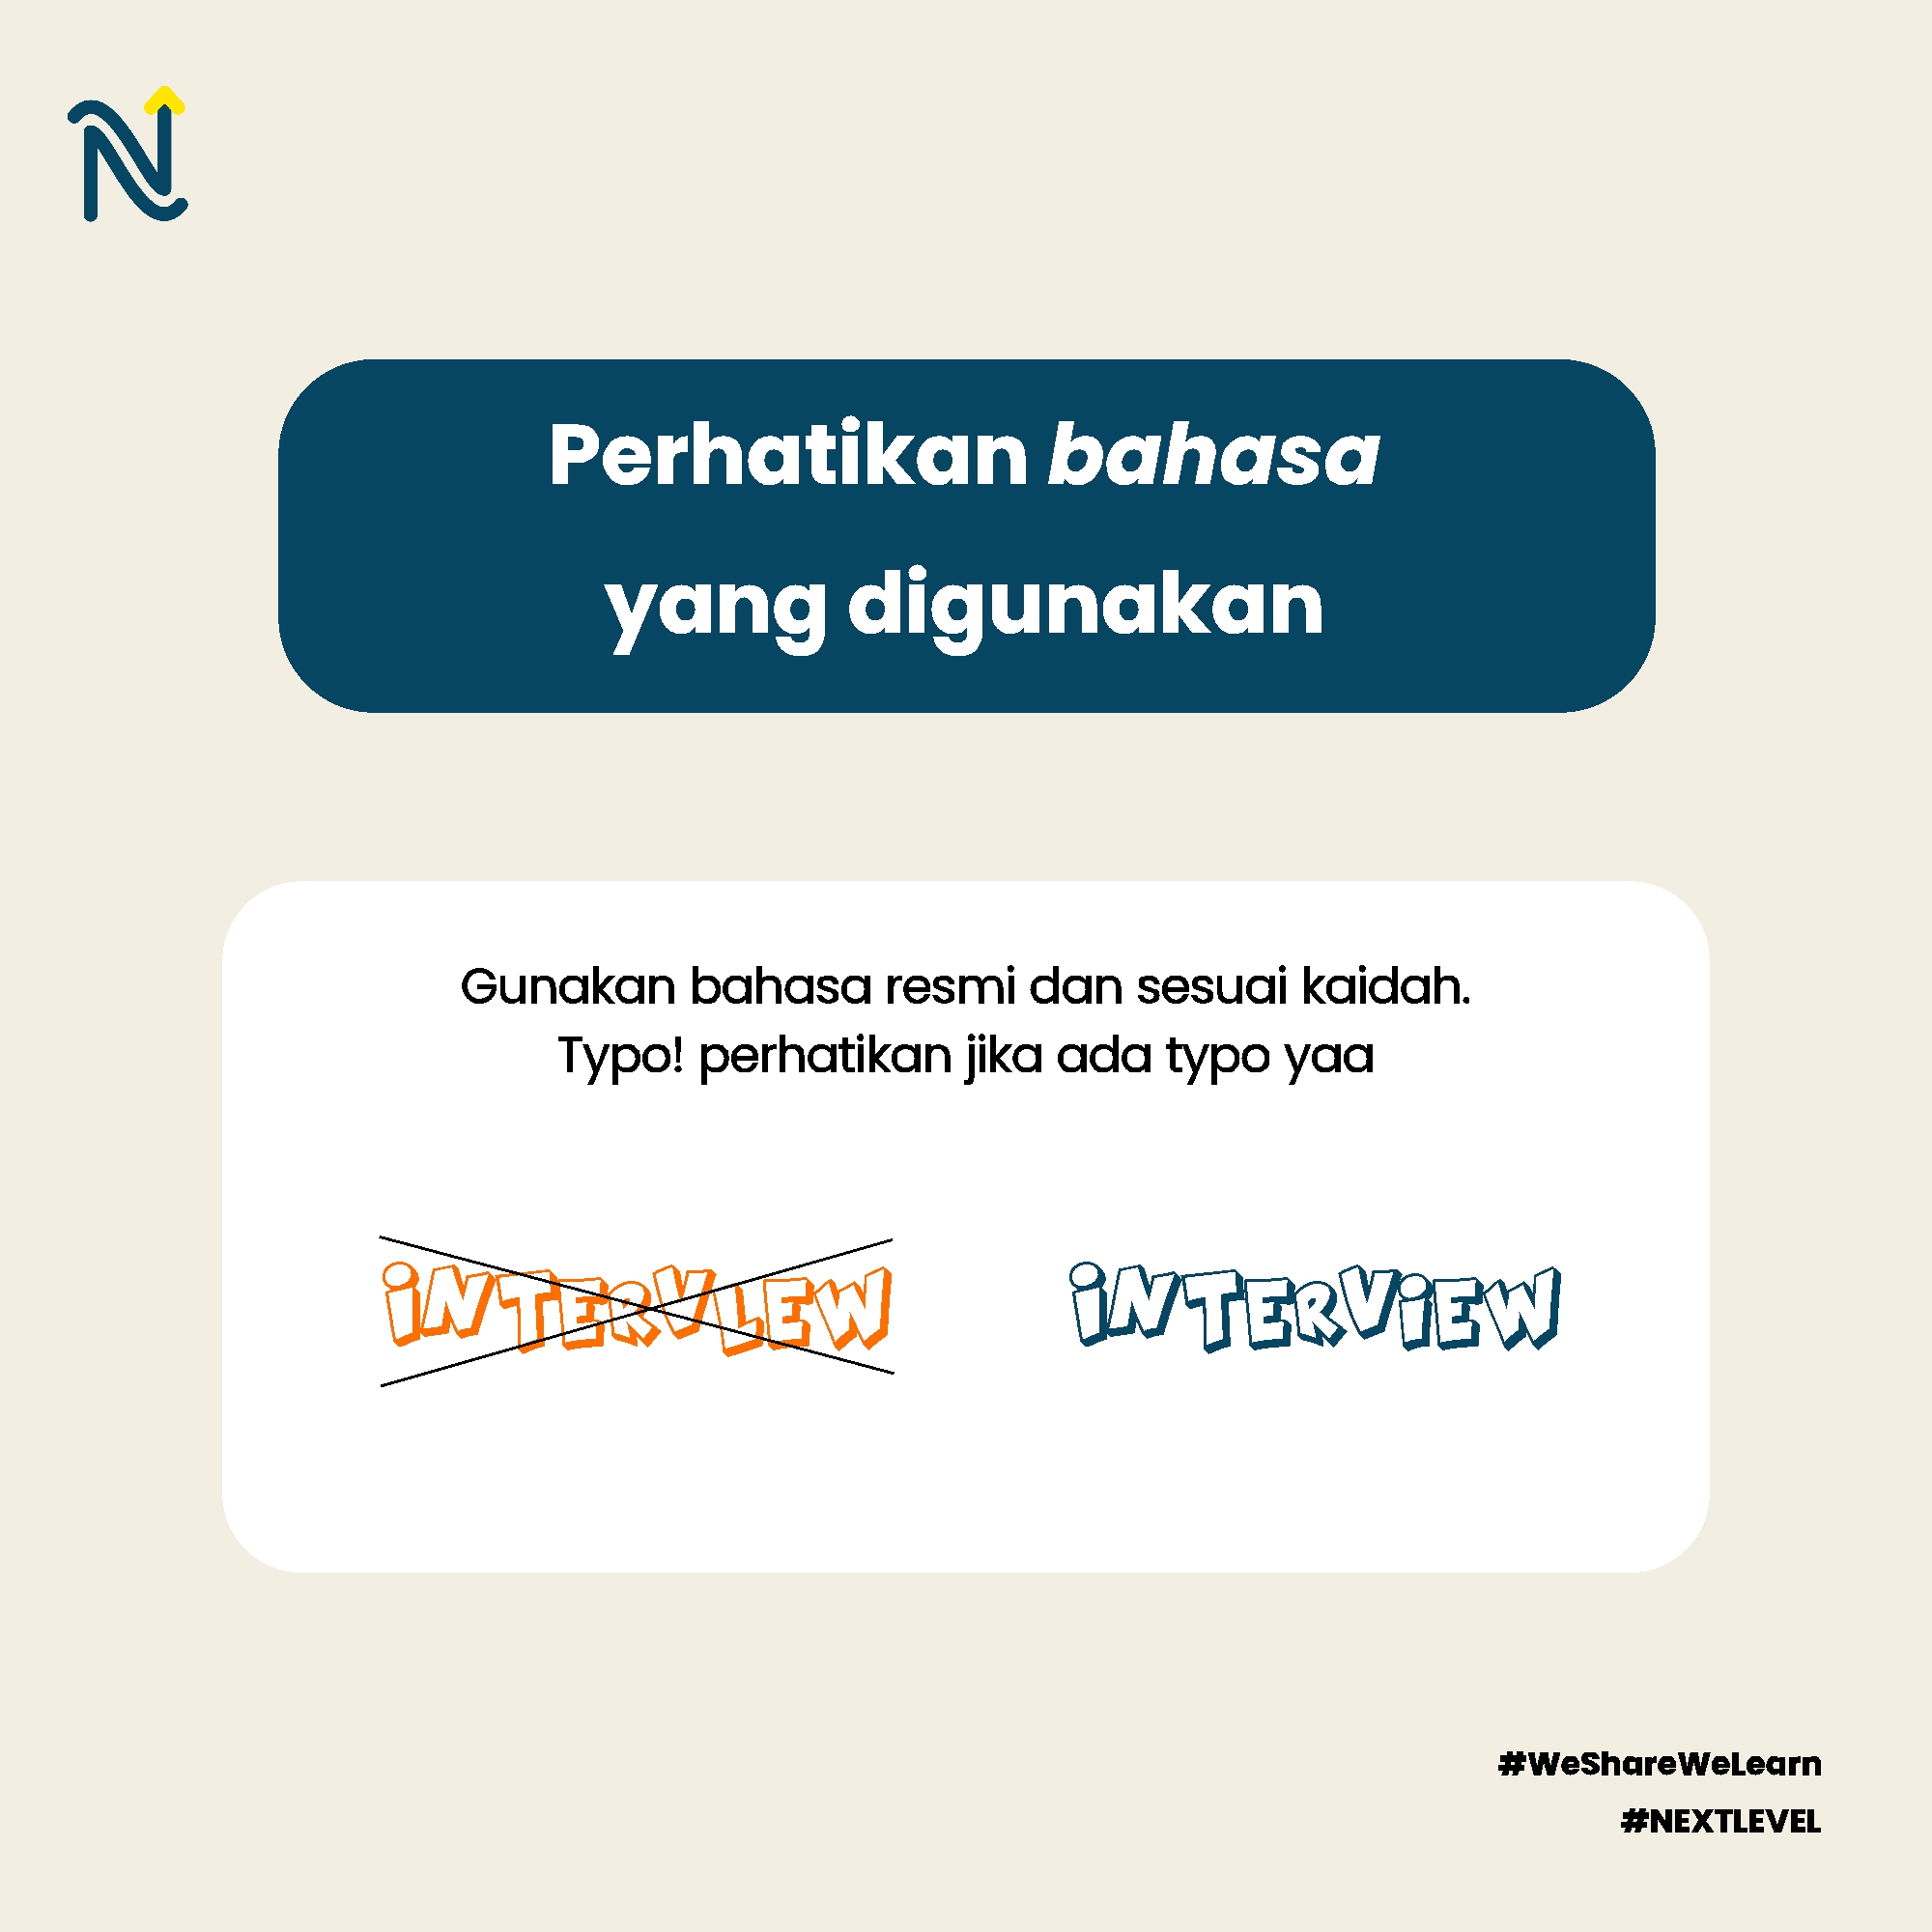 Perhatikan bahasa
yang digunakan
Gunakan bahasa resmi dan sesuai kaidah.
Typo! perhatikan jika ada typo yaa
iNTERVLEW
iNTERViEW
#WeShareWeLearn
#NEXTLEVEL